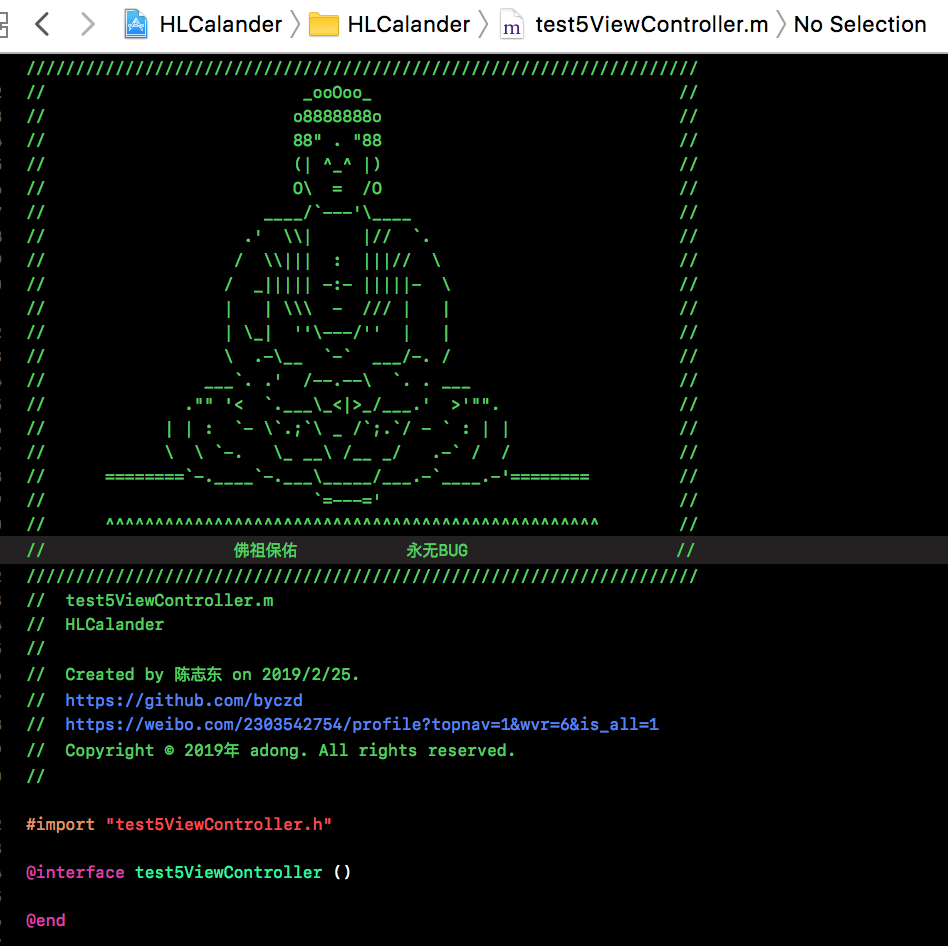 HLCalander 〉 HLCalander 〉 m test5ViewController.m 〉 No Selection
////////////////////////////////////////////////////////////////////
//                          _ooOoo_                               //
//                         o8888888o                              //
//                         88" . "88                              //
//                         (| ^_^ |)                              //
//                         O\  =  /O                              //
//                      ____/`---'\____                           //
//                    .'  \\|     |//  `.                         //
//                   /  \\|||  :  |||//  \                        //
//                  /  _||||| -:- |||||-  \                       //
//                  |   | \\\  -  /// |   |                       //
//                  | \_|  ''\---/''  |   |                       //
//                  \  .-\__  `-`  ___/-. /                       //
//                ___`. .'  /--.--\  `. . ___                     //
//              ."" '<  `.___\_<|>_/___.'  >'"".                  //
//            | | :  `- \`.;`\ _ /`;.`/ - ` : | |                 //
//            \  \ `-.   \_ __\ /__ _/   .-` /  /                 //
//      ========`-.____`-.___\_____/___.-`____.-'========         //
//                           `=---='                              //
//      ^^^^^^^^^^^^^^^^^^^^^^^^^^^^^^^^^^^^^^^^^^^^^^^^^^        //
//                   佛祖保佑           永无BUG                     //
////////////////////////////////////////////////////////////////////
//  test5ViewController.m
//  HLCalander
//
//  Created by 陈志东 on 2019/2/25.
//  https://github.com/byczd
//  https://weibo.com/2303542754/profile?topnav=1&wvr=6&is_all=1
//  Copyright © 2019年 adong. All rights reserved.
//
#import "test5ViewController.h"
@interface test5ViewController ()
@end